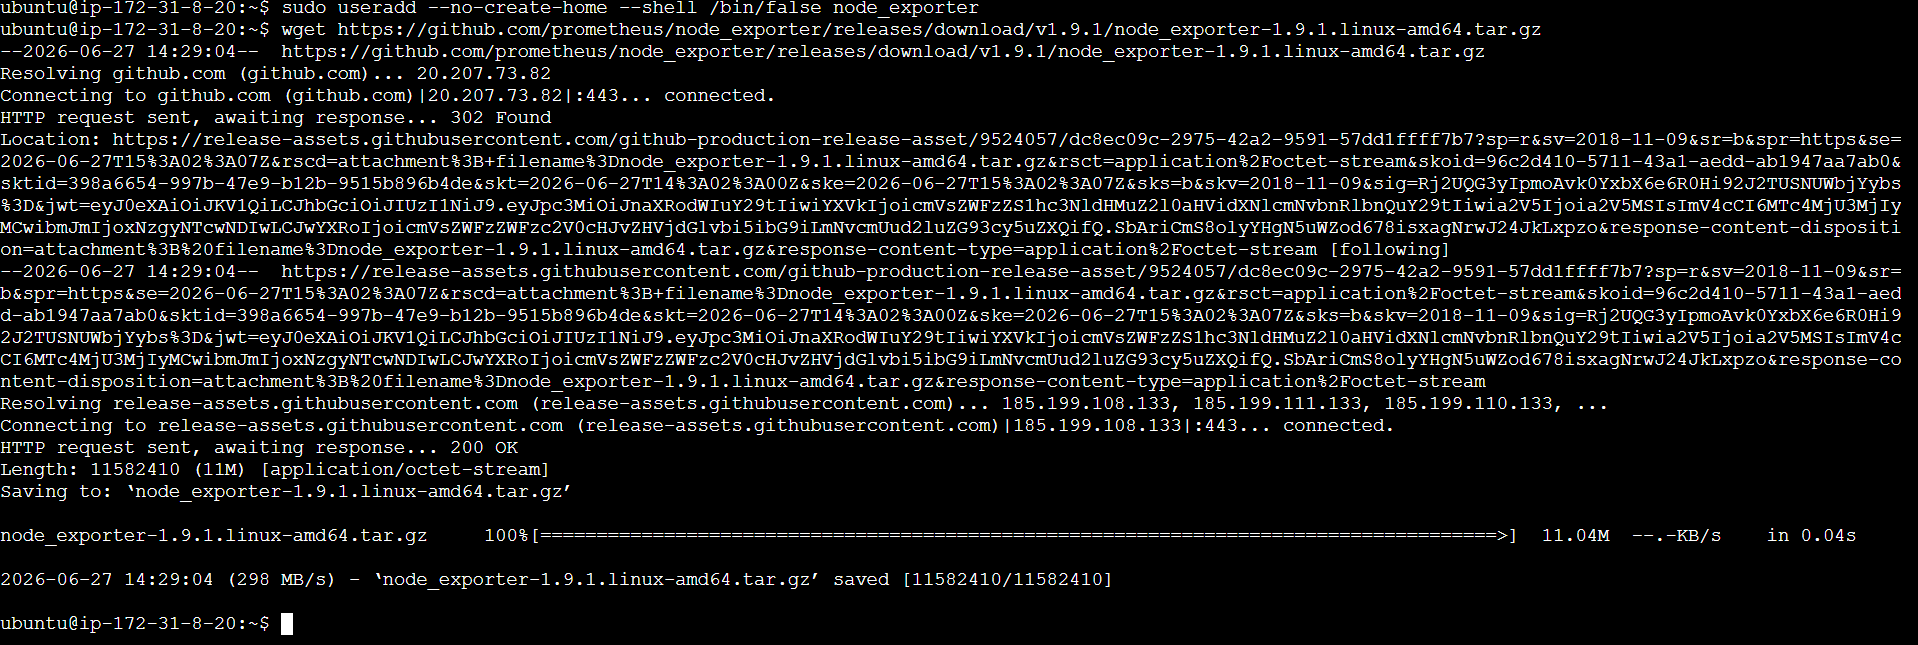 ubuntu@ip-172-31-8-20:~$ sudo useradd --no-create-home --shell /bin/false node_exporter
ubuntu@ip-172-31-8-20:~$ wget https://github.com/prometheus/node_exporter/releases/download/v1.9.1/node_exporter-1.9.1.linux-amd64.tar.gz
--2026-06-27 14:29:04--  https://github.com/prometheus/node_exporter/releases/download/v1.9.1/node_exporter-1.9.1.linux-amd64.tar.gz
Resolving github.com (github.com)... 20.207.73.82
Connecting to github.com (github.com)|20.207.73.82|:443... connected.
HTTP request sent, awaiting response... 302 Found
Location: https://release-assets.githubusercontent.com/github-production-release-asset/9524057/dc8ec09c-2975-42a2-9591-57dd1ffff7b7?sp=r&sv=2018-11-09&sr=b&spr=https&se=
2026-06-27T15%3A02%3A07Z&rscd=attachment%3B+filename%3Dnode_exporter-1.9.1.linux-amd64.tar.gz&rsct=application%2Foctet-stream&skoid=96c2d410-5711-43a1-aedd-ab1947aa7ab0&
sktid=398a6654-997b-47e9-b12b-9515b896b4de&skt=2026-06-27T14%3A02%3A00Z&ske=2026-06-27T15%3A02%3A07Z&sks=b&skv=2018-11-09&sig=Rj2UQG3yIpmoAvk0YxbX6e6R0Hi92J2TUSNUWbjYybs
%3D&jwt=eyJ0eXAiOiJKV1QiLCJhbGciOiJIUzI1NiJ9.eyJpc3MiOiJnaXRodWIuY29tIiwiYXVkIjoicmVsZWFzZS1hc3NldHMuZ2l0aHVidXNlcmNvbnRlbnQuY29tIiwia2V5Ijoia2V5MSIsImV4cCI6MTc4MjU3MjIy
MCwibmJmIjoxNzgyNTcwNDIwLCJwYXRoIjoicmVsZWFzZWFzc2V0cHJvZHVjdGlvbi5ibG9iLmNvcmUud2luZG93cy5uZXQifQ.SbAriCmS8olyYHgN5uWZod678isxagNrwJ24JkLxpzo&response-content-dispositi
on=attachment%3B%20filename%3Dnode_exporter-1.9.1.linux-amd64.tar.gz&response-content-type=application%2Foctet-stream [following]
--2026-06-27 14:29:04--  https://release-assets.githubusercontent.com/github-production-release-asset/9524057/dc8ec09c-2975-42a2-9591-57dd1ffff7b7?sp=r&sv=2018-11-09&sr=
b&spr=https&se=2026-06-27T15%3A02%3A07Z&rscd=attachment%3B+filename%3Dnode_exporter-1.9.1.linux-amd64.tar.gz&rsct=application%2Foctet-stream&skoid=96c2d410-5711-43a1-aed
d-ab1947aa7ab0&sktid=398a6654-997b-47e9-b12b-9515b896b4de&skt=2026-06-27T14%3A02%3A00Z&ske=2026-06-27T15%3A02%3A07Z&sks=b&skv=2018-11-09&sig=Rj2UQG3yIpmoAvk0YxbX6e6R0Hi9
2J2TUSNUWbjYybs%3D&jwt=eyJ0eXAiOiJKV1QiLCJhbGciOiJIUzI1NiJ9.eyJpc3MiOiJnaXRodWIuY29tIiwiYXVkIjoicmVsZWFzZS1hc3NldHMuZ2l0aHVidXNlcmNvbnRlbnQuY29tIiwia2V5Ijoia2V5MSIsImV4c
CI6MTc4MjU3MjIyMCwibmJmIjoxNzgyNTcwNDIwLCJwYXRoIjoicmVsZWFzZWFzc2V0cHJvZHVjdGlvbi5ibG9iLmNvcmUud2luZG93cy5uZXQifQ.SbAriCmS8olyYHgN5uWZod678isxagNrwJ24JkLxpzo&response-co
ntent-disposition=attachment%3B%20filename%3Dnode_exporter-1.9.1.linux-amd64.tar.gz&response-content-type=application%2Foctet-stream
Resolving release-assets.githubusercontent.com (release-assets.githubusercontent.com)... 185.199.108.133, 185.199.111.133, 185.199.110.133, ...
Connecting to release-assets.githubusercontent.com (release-assets.githubusercontent.com)|185.199.108.133|:443... connected.
HTTP request sent, awaiting response... 200 OK
Length: 11582410 (11M) [application/octet-stream]
Saving to: ‘node_exporter-1.9.1.linux-amd64.tar.gz’
node_exporter-1.9.1.linux-amd64.tar.gz     100%[=====================================================================================>]  11.04M  --.-KB/s    in 0.04s
2026-06-27 14:29:04 (298 MB/s) - ‘node_exporter-1.9.1.linux-amd64.tar.gz’ saved [11582410/11582410]
ubuntu@ip-172-31-8-20:~$